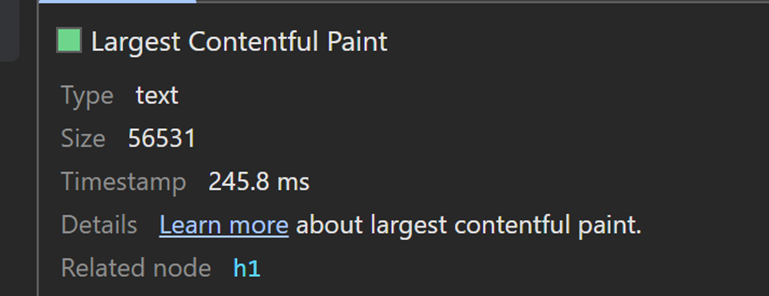 Largest Contentful Paint
Type text
Size 56531
Timestamp 245.8 ms
Details Learn more about largest contentful paint.
Related node h1